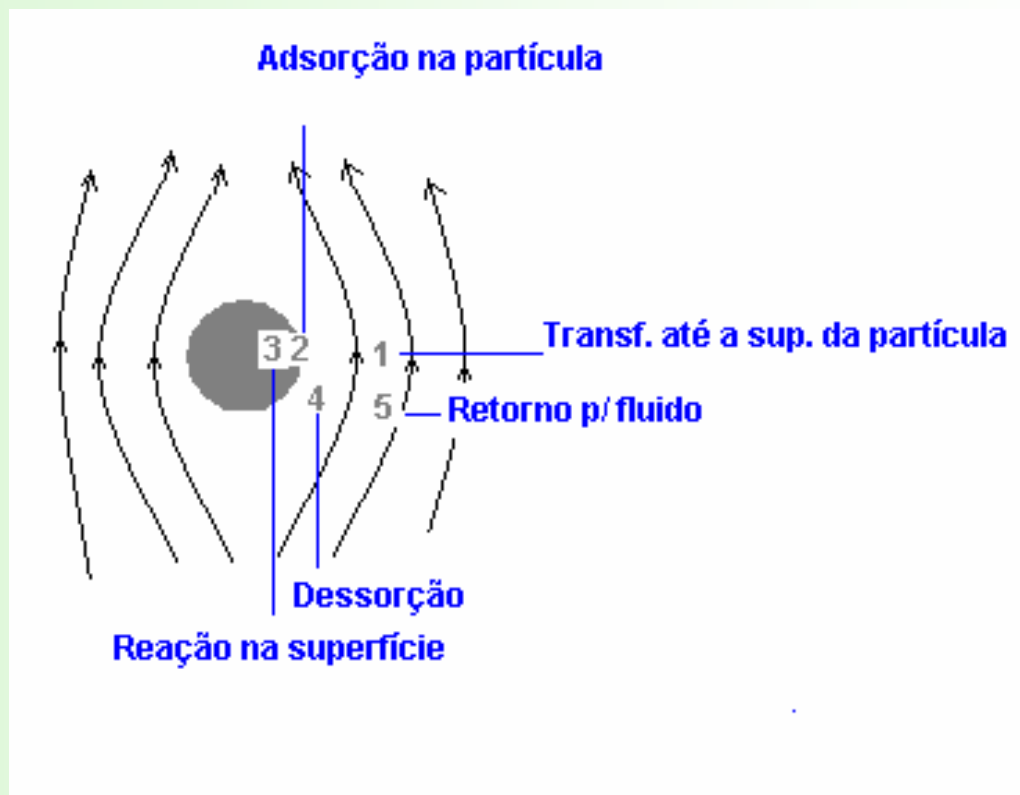 Adsorção na partícula
3 2 1 Transf. até a sup. da partícula
4 5 Retorno p/ fluido
Dessorção
Reação na superfície